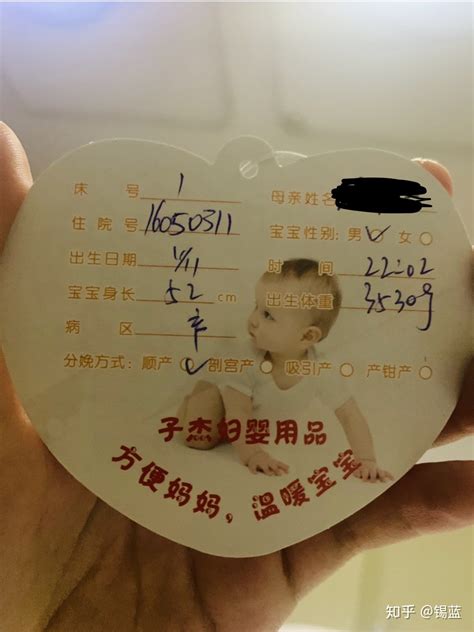 床 号 1 母亲姓名
住 院 号 16050311 宝宝性别: 男 ✓ 女 ○
出生日期 时 间 22:02
宝宝身长 52 cm 出生体重 3530g
病 区
分娩方式: 顺产 ✓ 剖宫产 ○ 吸引产 ○ 产钳产 ○
子杰妇婴用品
方便妈妈，温暖宝宝
知乎 @锡蓝